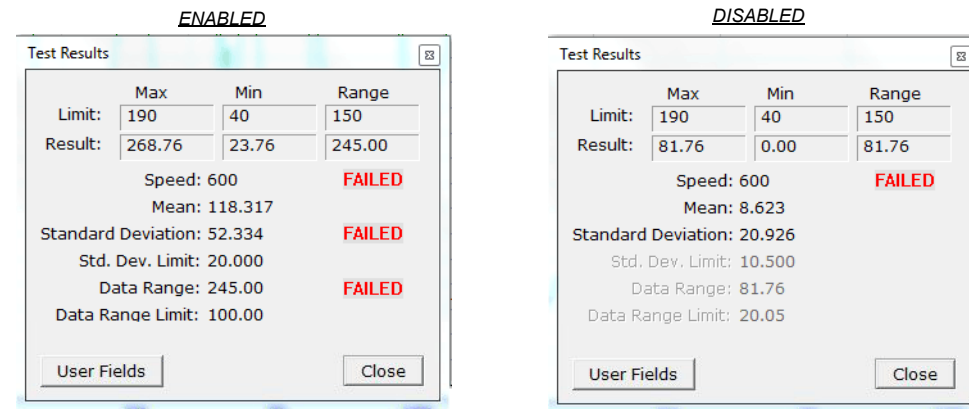 ENABLED
Test Results
Max Min Range
Limit: 190 40 150
Result: 268.76 23.76 245.00
Speed: 600 FAILED
Mean: 118.317
Standard Deviation: 52.334 FAILED
Std. Dev. Limit: 20.000
Data Range: 245.00 FAILED
Data Range Limit: 100.00
User Fields Close
DISABLED
Test Results
Max Min Range
Limit: 190 40 150
Result: 81.76 0.00 81.76
Speed: 600 FAILED
Mean: 8.623
Standard Deviation: 20.926
Std. Dev. Limit: 10.500
Data Range: 81.76
Data Range Limit: 20.05
User Fields Close